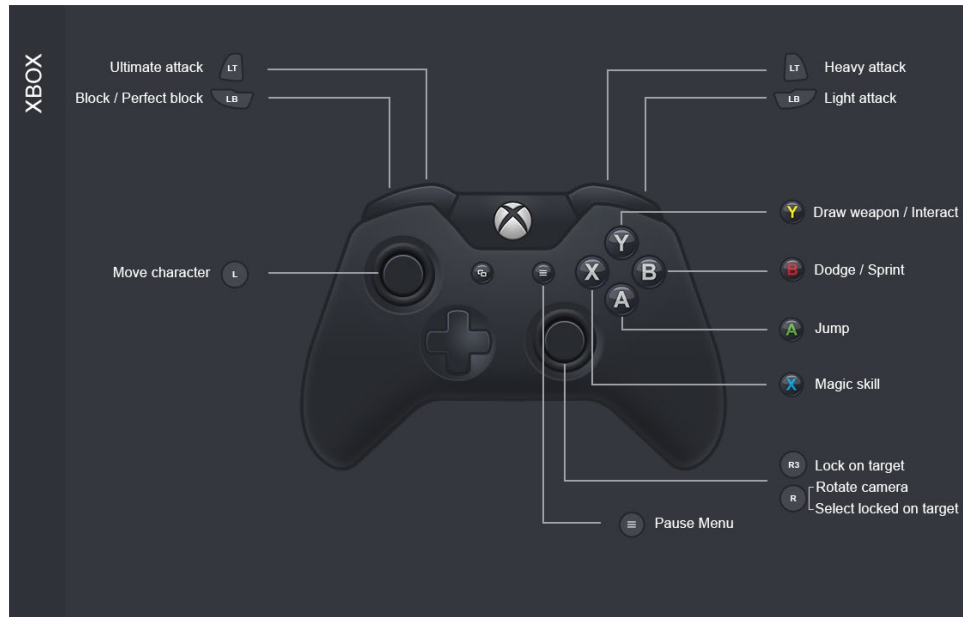 XBOX
Ultimate attack LT
Block / Perfect block LB
LT Heavy attack
LB Light attack
Y Draw weapon / Interact
Y
Move character L
X B
B Dodge / Sprint
A
A Jump
X Magic skill
R3 Lock on target
R Rotate camera
Select locked on target
Pause Menu